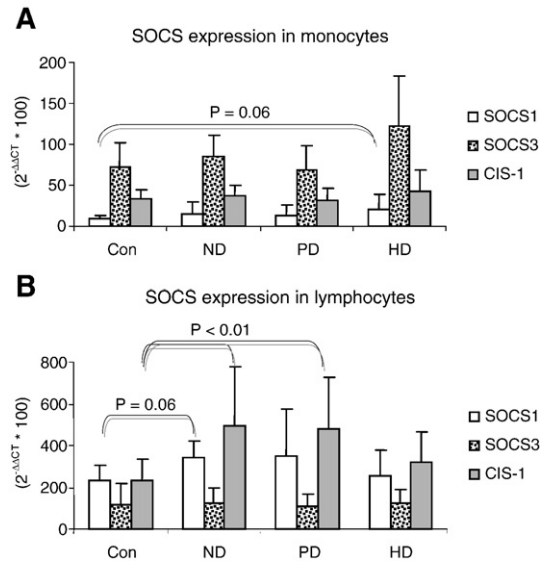 A
SOCS expression in monocytes
(2^-ΔΔCT * 100)
200
150
100
50
0
P = 0.06
Con ND PD HD
SOCS1
SOCS3
CIS-1
B
SOCS expression in lymphocytes
(2^-ΔΔCT * 100)
P < 0.01
800
600
400
200
0
P = 0.06
Con ND PD HD
SOCS1
SOCS3
CIS-1